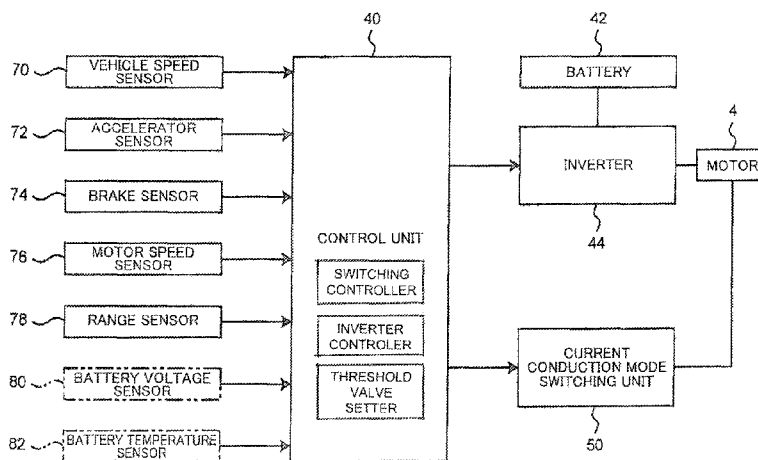 40
42
70
VEHICLE SPEED
SENSOR
BATTERY
72
ACCELERATOR
SENSOR
4
INVERTER
MOTOR
74
BRAKE SENSOR
44
76
MOTOR SPEED
SENSOR
CONTROL UNIT
SWITCHING
CONTROLLER
78
RANGE SENSOR
INVERTER
CONTROLER
CURRENT
CONDUCTION MODE
SWITCHING UNIT
80
BATTERY VOLTAGE
SENSOR
THRESHOLD
VALVE
SETTER
50
82
BATTERY TEMPERATURE
SENSOR